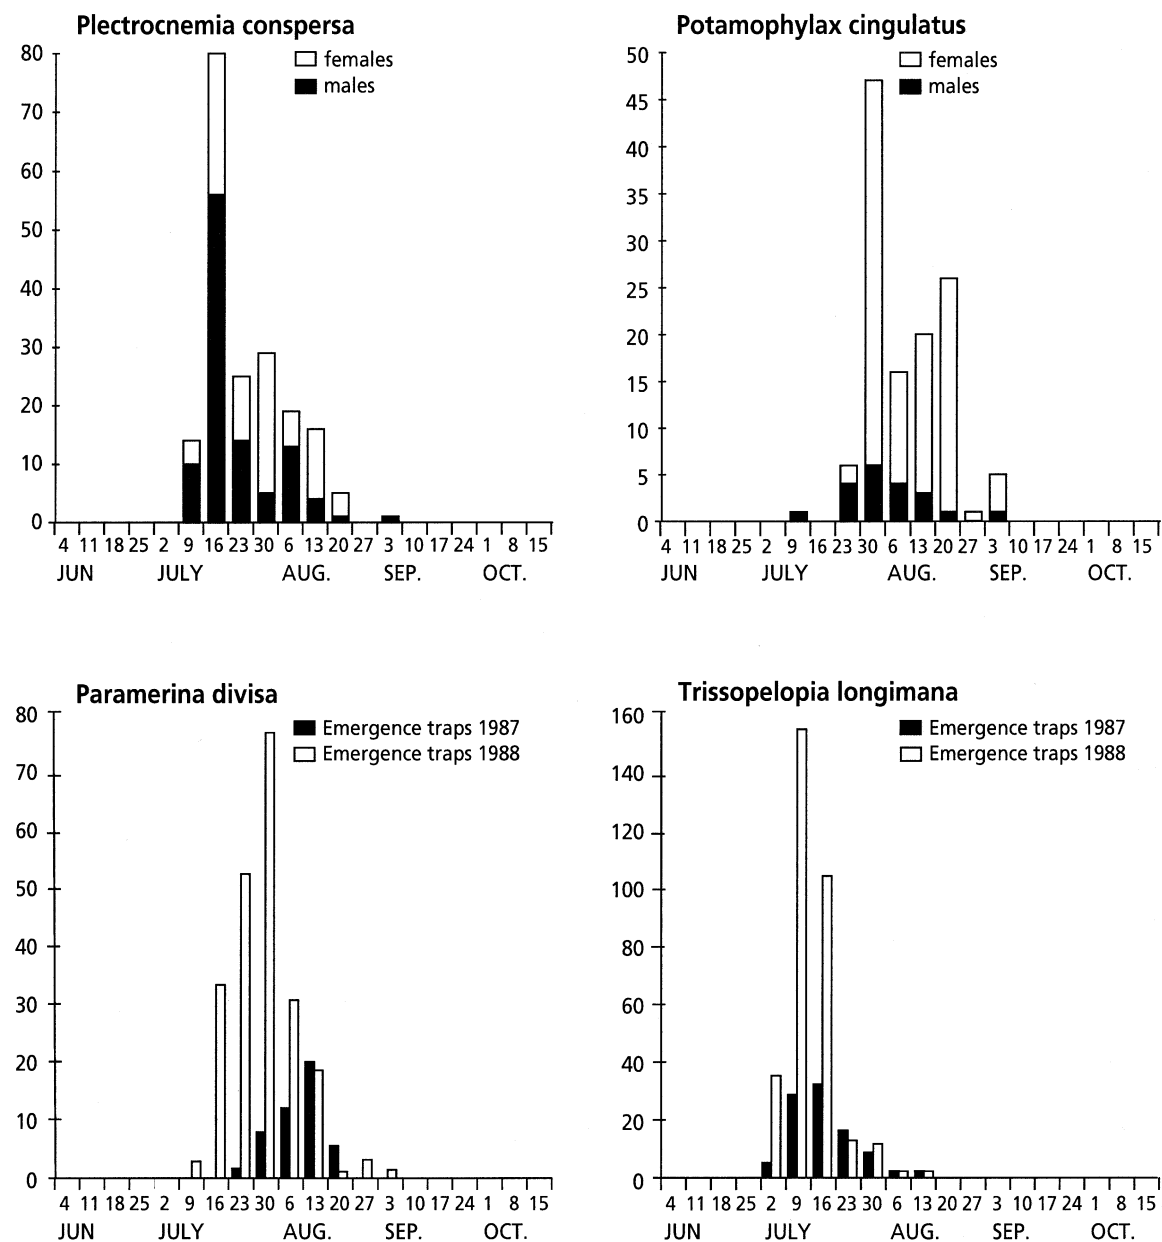 Plectrocnemia conspersa
females
males
80
70
60
50
40
30
20
10
0
4 11 18 25 2 9 16 23 30 6 13 20 27 3 10 17 24 1 8 15
JUN JULY AUG. SEP. OCT.
Potamophylax cingulatus
females
males
50
45
40
35
30
25
20
15
10
5
0
4 11 18 25 2 9 16 23 30 6 13 20 27 3 10 17 24 1 8 15
JUN JULY AUG. SEP. OCT.
Paramerina divisa
Emergence traps 1987
Emergence traps 1988
80
70
60
50
40
30
20
10
0
4 11 18 25 2 9 16 23 30 6 13 20 27 3 10 17 24 1 8 15
JUN JULY AUG. SEP. OCT.
Trissopelopia longimana
Emergence traps 1987
Emergence traps 1988
160
140
120
100
80
60
40
20
0
4 11 18 25 2 9 16 23 30 6 13 20 27 3 10 17 24 1 8 15
JUN JULY AUG. SEP. OCT.